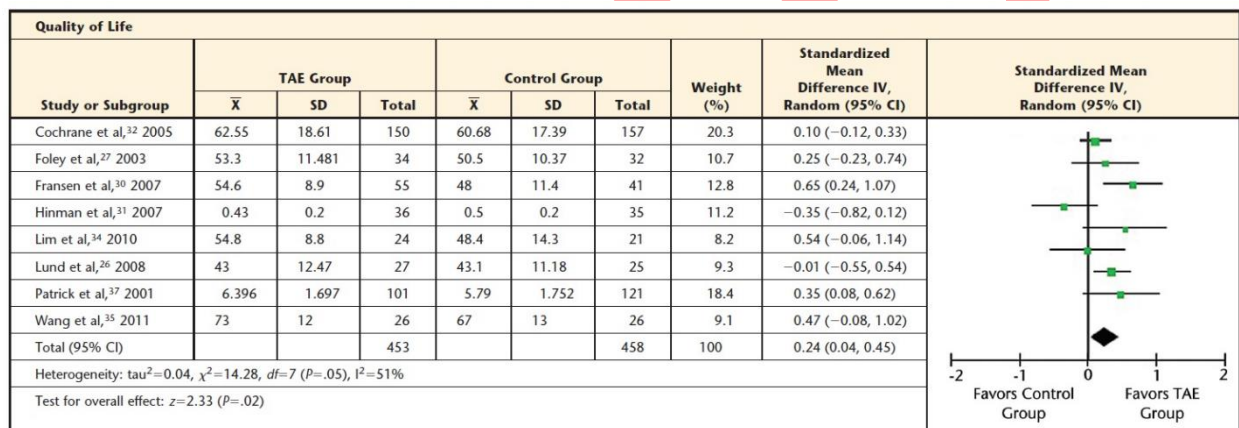 Quality of Life
Study or Subgroup TAE Group Control Group Weight (%) Standardized Mean Difference IV, Random (95% CI) Standardized Mean Difference IV, Random (95% CI)
X̄ SD Total X̄ SD Total
Cochrane et al,³² 2005 62.55 18.61 150 60.68 17.39 157 20.3 0.10 (−0.12, 0.33)
Foley et al,²⁷ 2003 53.3 11.481 34 50.5 10.37 32 10.7 0.25 (−0.23, 0.74)
Fransen et al,³⁰ 2007 54.6 8.9 55 48 11.4 41 12.8 0.65 (0.24, 1.07)
Hinman et al,³¹ 2007 0.43 0.2 36 0.5 0.2 35 11.2 −0.35 (−0.82, 0.12)
Lim et al,³⁴ 2010 54.8 8.8 24 48.4 14.3 21 8.2 0.54 (−0.06, 1.14)
Lund et al,²⁶ 2008 43 12.47 27 43.1 11.18 25 9.3 −0.01 (−0.55, 0.54)
Patrick et al,³⁷ 2001 6.396 1.697 101 5.79 1.752 121 18.4 0.35 (0.08, 0.62)
Wang et al,³⁵ 2011 73 12 26 67 13 26 9.1 0.47 (−0.08, 1.02)
Total (95% CI) 453 458 100 0.24 (0.04, 0.45)
Heterogeneity: tau²=0.04, χ²=14.28, df=7 (P=.05), I²=51%
Test for overall effect: z=2.33 (P=.02)
-2 -1 0 1 2
Favors Control Group Favors TAE Group